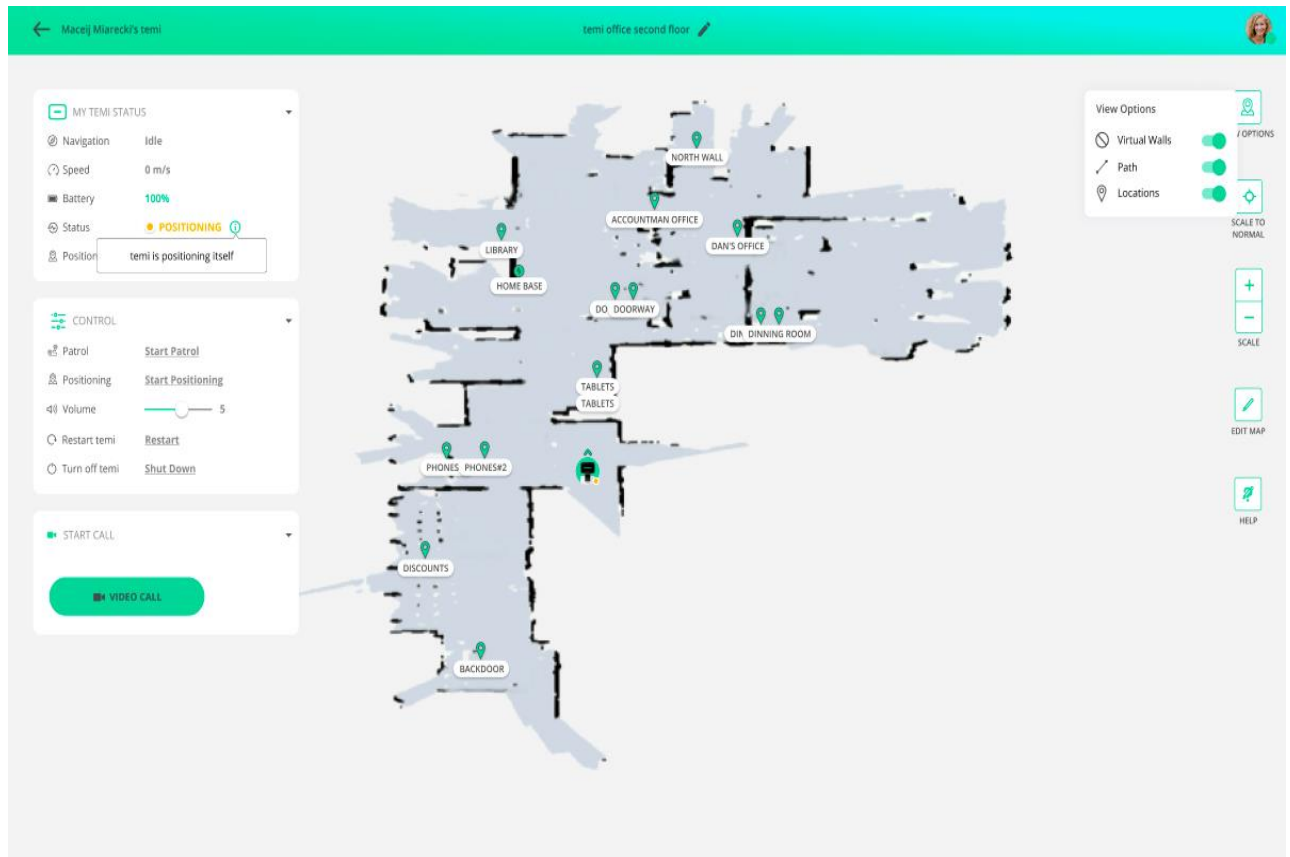 Maceij Miarecki's temi
temi office second floor
MY TEMI STATUS
Navigation Idle
Speed 0 m/s
Battery 100%
Status POSITIONING
Position
temi is positioning itself
CONTROL
Patrol Start Patrol
Positioning Start Positioning
Volume 5
Restart temi Restart
Turn off temi Shut Down
START CALL
VIDEO CALL
NORTH WALL
ACCOUNTMAN OFFICE
LIBRARY
DAN'S OFFICE
HOME BASE
DO DOORWAY
DIN DINNING ROOM
TABLETS
TABLETS
PHONES PHONES#2
DISCOUNTS
BACKDOOR
View Options
Virtual Walls
Path
Locations
OPTIONS
SCALE TO
NORMAL
+
−
SCALE
EDIT MAP
HELP